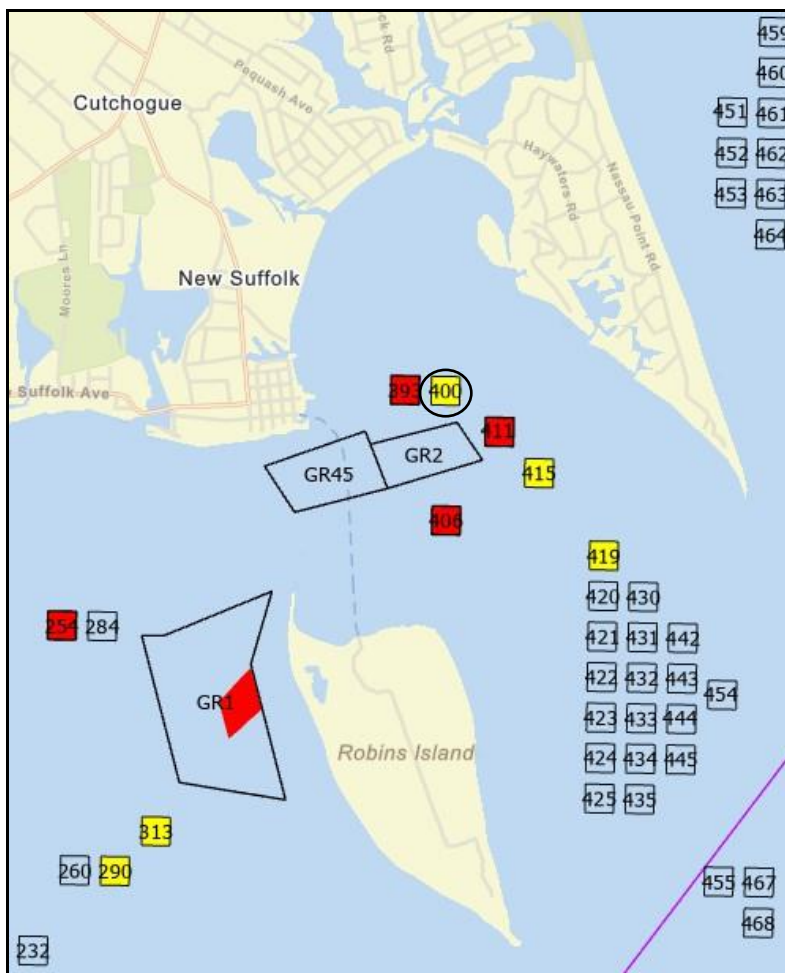 459
ck Rd
460
Pequash Ave
Cutchogue
451 461
Haywaters Rd
452 462
Nassau Point Rd
453 463
Moores Ln
464
New Suffolk
393 400
Suffolk Ave
411
GR2
GR45
415
406
419
420 430
254 284
421 431 442
422 432 443
454
GR1
423 433 444
Robins Island
424 434 445
425 435
313
260 290
455 467
468
232